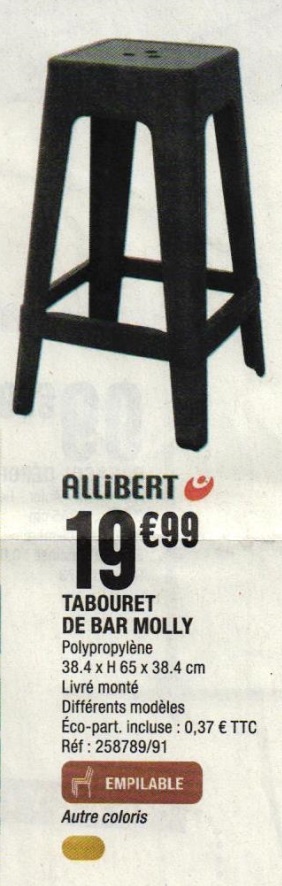 ALLiBERT
19€99
TABOURET
DE BAR MOLLY
Polypropylène
38.4 x H 65 x 38.4 cm
Livré monté
Différents modèles
Éco-part. incluse : 0,37 € TTC
Réf : 258789/91
EMPILABLE
Autre coloris